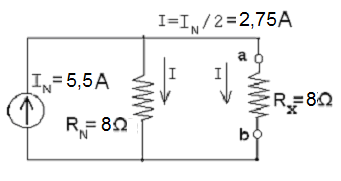 I=I_N/2=2,75A
I_N=5,5A
I
I
a
R_N=8Ω
R_x=8Ω
b